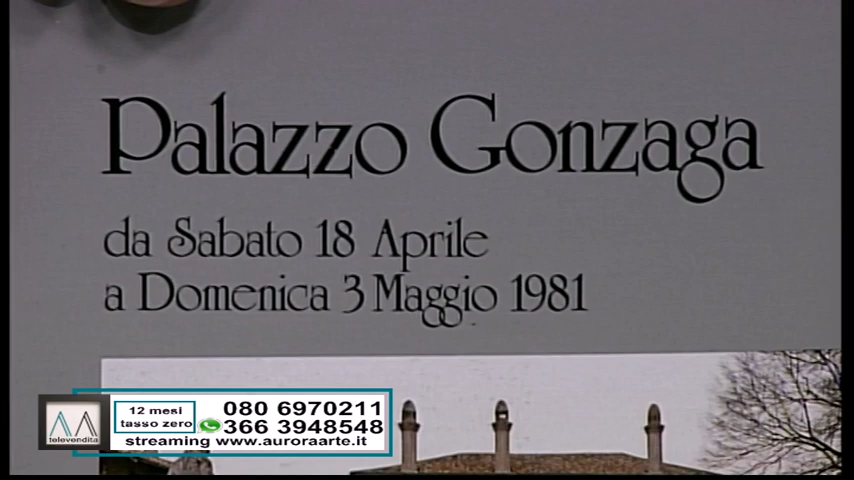 Palazzo Gonzaga
da Sabato 18 Aprile
a Domenica 3 Maggio 1981
12 mesi
tasso zero
080 6970211
366 3948548
streaming www.auroraarte.it
televendita